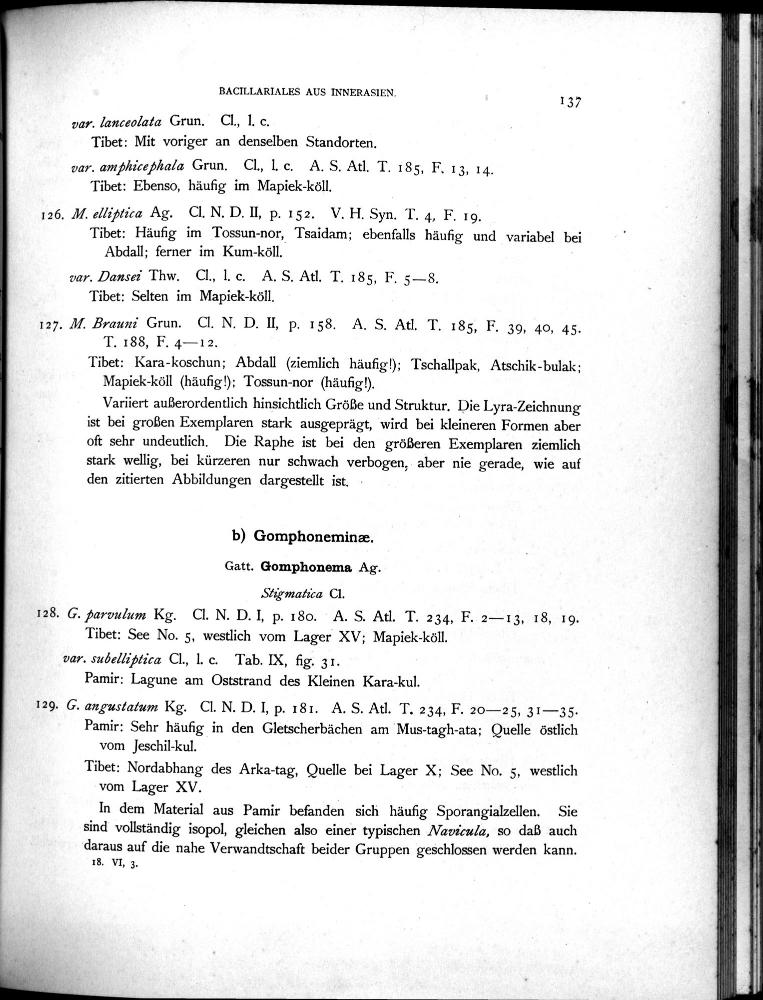 BACILLARIALES AUS INNERASIEN.
137
var. lanceolata Grun. Cl., l. c.
Tibet: Mit voriger an denselben Standorten.
var. amphicephala Grun. Cl., l. c. A. S. Atl. T. 185, F. 13, 14.
Tibet: Ebenso, häufig im Mapiek-köll.
126. M. elliptica Ag. Cl. N. D. II, p. 152. V. H. Syn. T. 4, F. 19.
Tibet: Häufig im Tossun-nor, Tsaidam; ebenfalls häufig und variabel bei
Abdall; ferner im Kum-köll.
var. Dansei Thw. Cl., l. c. A. S. Atl. T. 185, F. 5—8.
Tibet: Selten im Mapiek-köll.
127. M. Brauni Grun. Cl. N. D. II, p. 158. A. S. Atl. T. 185, F. 39, 40, 45.
T. 188, F. 4—12.
Tibet: Kara-koschun; Abdall (ziemlich häufig!); Tschallpak, Atschik-bulak;
Mapiek-köll (häufig!); Tossun-nor (häufig!).
Variiert außerordentlich hinsichtlich Größe und Struktur. Die Lyra-Zeichnung
ist bei großen Exemplaren stark ausgeprägt, wird bei kleineren Formen aber
oft sehr undeutlich. Die Raphe ist bei den größeren Exemplaren ziemlich
stark wellig, bei kürzeren nur schwach verbogen, aber nie gerade, wie auf
den zitierten Abbildungen dargestellt ist.
b) Gomphoneminæ.
Gatt. Gomphonema Ag.
Stigmatica Cl.
128. G. parvulum Kg. Cl. N. D. I, p. 180. A. S. Atl. T. 234, F. 2—13, 18, 19.
Tibet: See No. 5, westlich vom Lager XV; Mapiek-köll.
var. subelliptica Cl., l. c. Tab. IX, fig. 31.
Pamir: Lagune am Oststrand des Kleinen Kara-kul.
129. G. angustatum Kg. Cl. N. D. I, p. 181. A. S. Atl. T. 234, F. 20—25, 31—35.
Pamir: Sehr häufig in den Gletscherbächen am Mus-tagh-ata; Quelle östlich
vom Jeschil-kul.
Tibet: Nordabhang des Arka-tag, Quelle bei Lager X; See No. 5, westlich
vom Lager XV.
In dem Material aus Pamir befanden sich häufig Sporangialzellen. Sie
sind vollständig isopol, gleichen also einer typischen Navicula, so daß auch
daraus auf die nahe Verwandtschaft beider Gruppen geschlossen werden kann.
18. VI, 3.